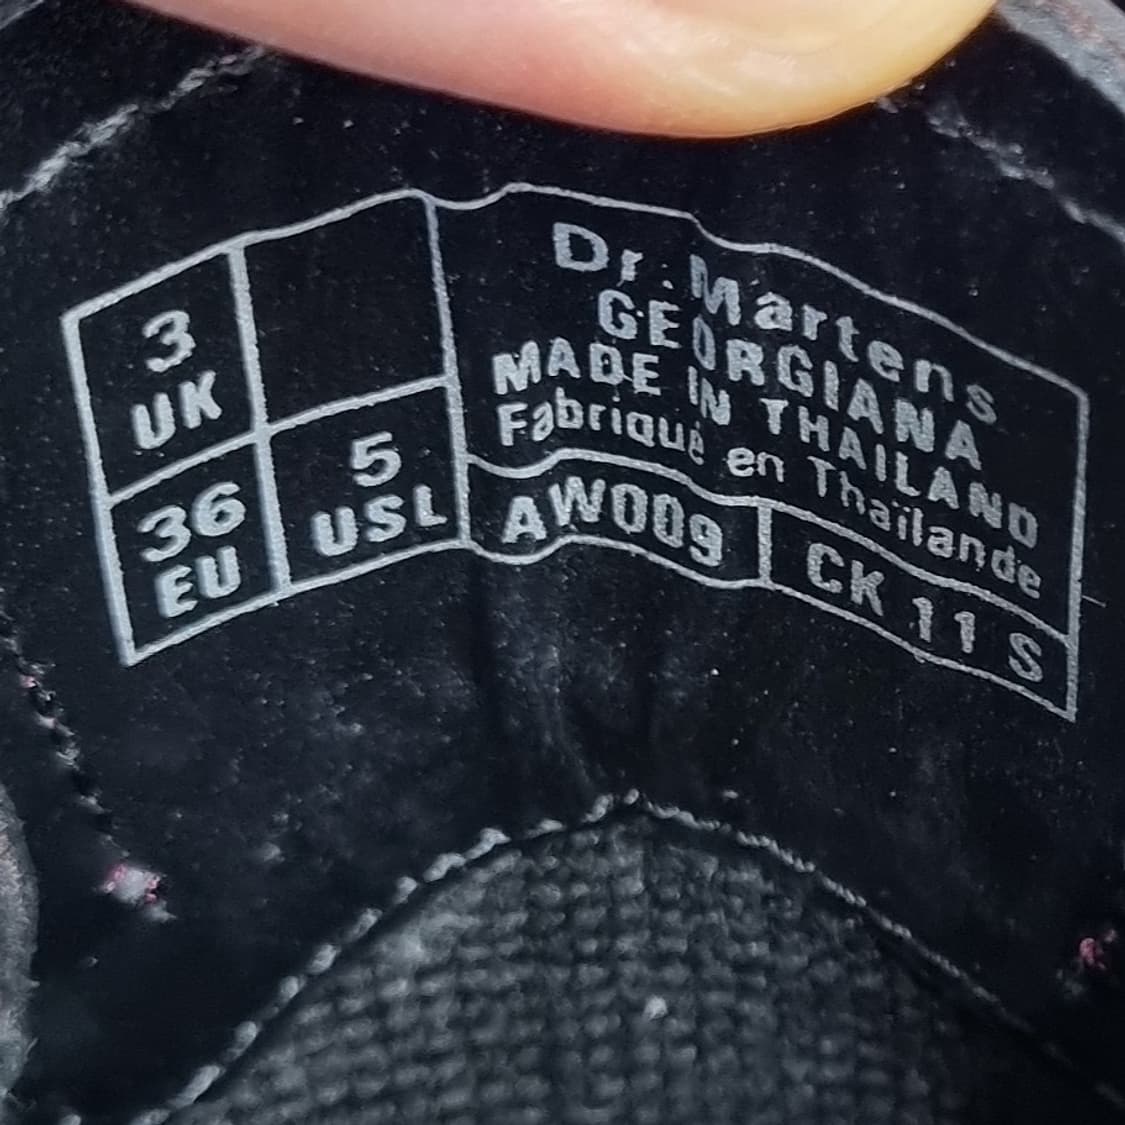 3
UK
36
EU
5
USL
Dr. Martens
GEORGIANA
MADE IN THAILAND
Fabriqué en Thaïlande
AW009
CK 11 S